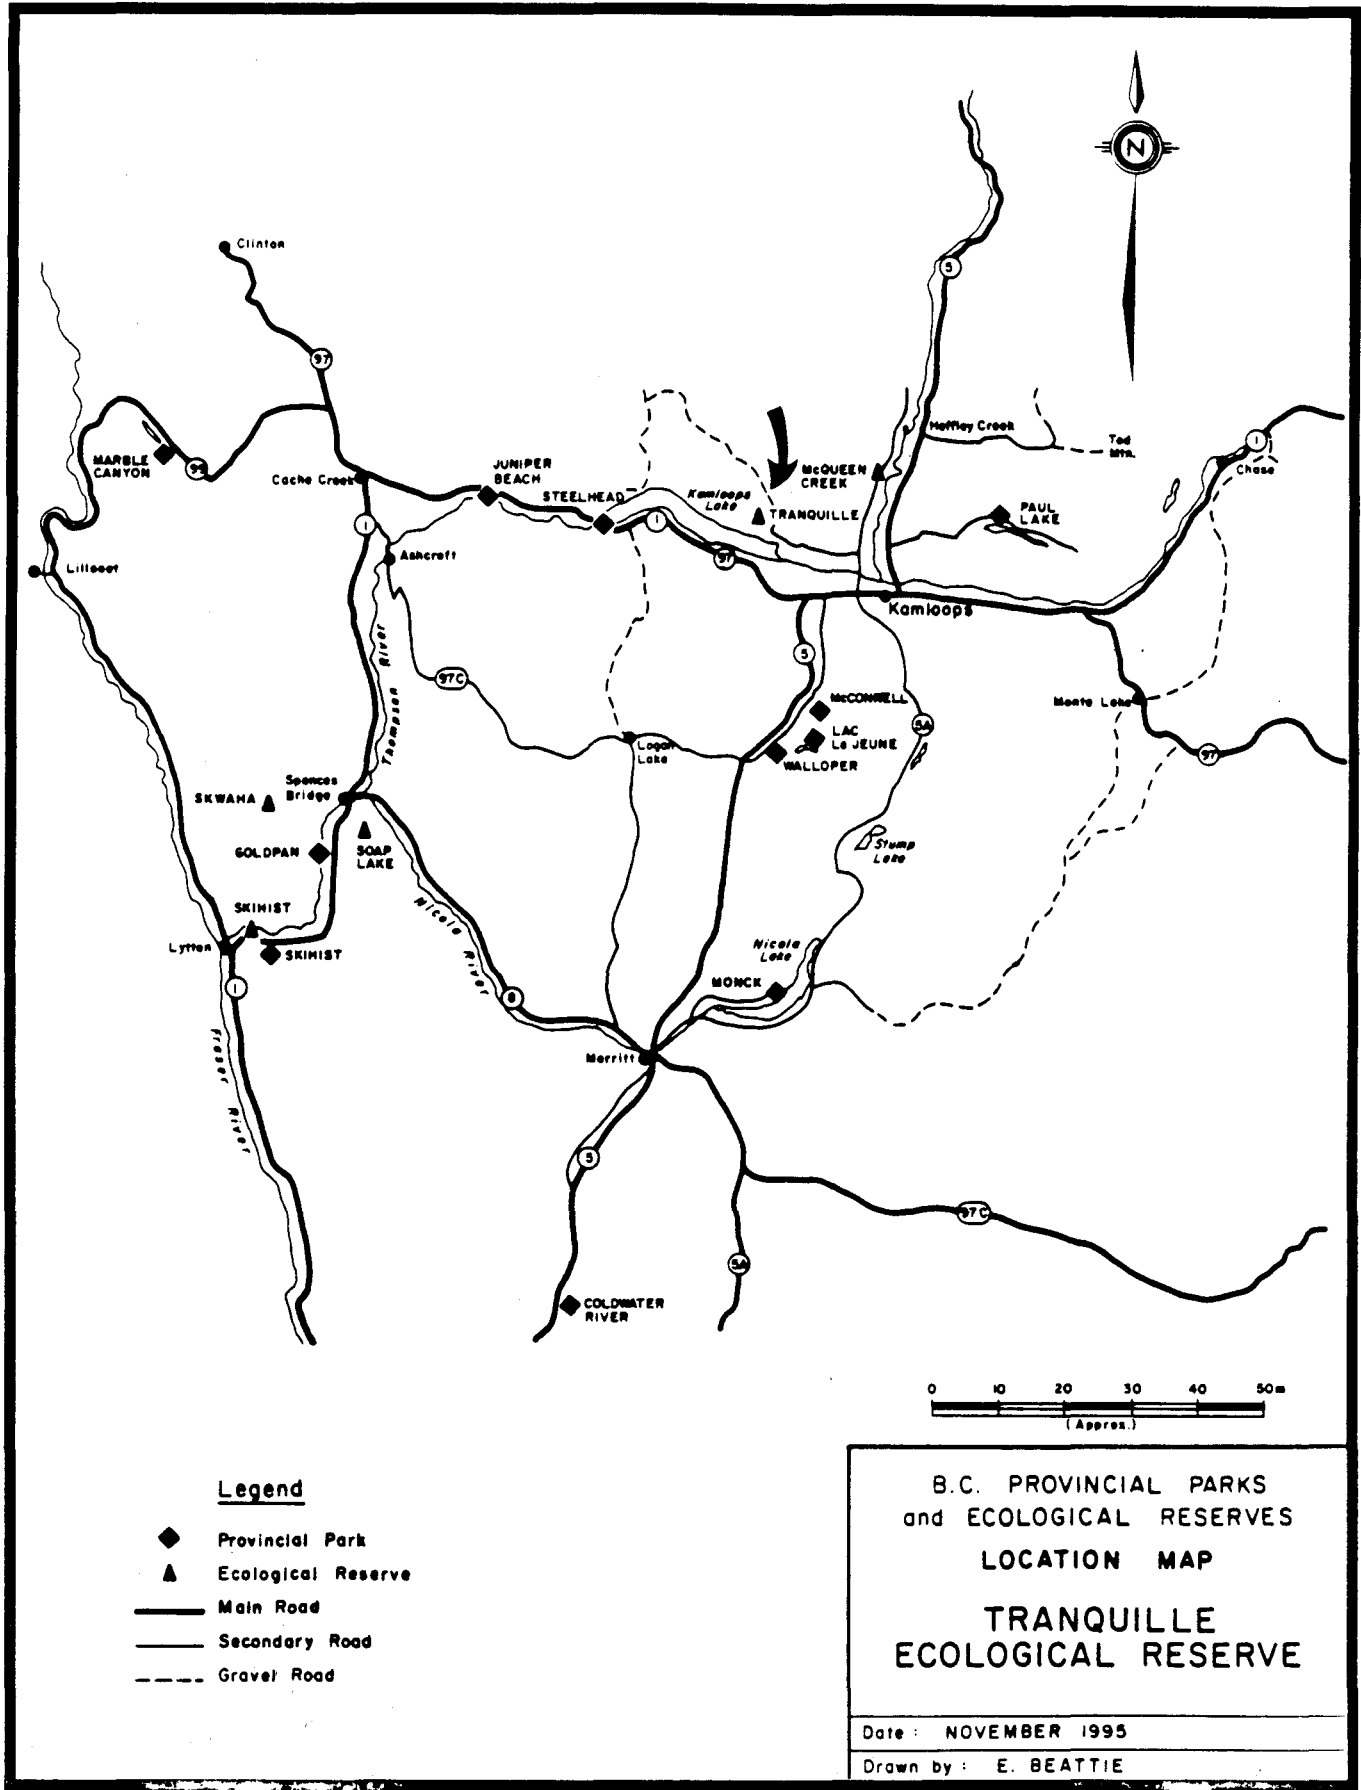 N
Clinton
5
97
Heffley Creek
Tod
Mtn.
1
Chase
MARBLE
CANYON
99
Cache Creek
JUNIPER
BEACH
STEELHEAD
Kamloops
Lake
McQUEEN
CREEK
TRANQUILLE
PAUL
LAKE
1
1
97
Lillooet
Ashcroft
Kamloops
Thompson River
97C
5
McCONNELL
LAC
Le JEUNE
WALLOPER
5A
Monte Lake
97
Logan
Lake
SKWAHA
Spences
Bridge
GOLDPAN
SOAP
LAKE
Stump
Lake
SKIHIST
Lytton
SKIHIST
Nicola River
Nicola
Lake
MONCK
1
8
Fraser River
Merritt
5
97C
5A
COLDWATER
RIVER
0 10 20 30 40 50m
(Approx.)
Legend
Provincial Park
Ecological Reserve
Main Road
Secondary Road
Gravel Road
B.C. PROVINCIAL PARKS
and ECOLOGICAL RESERVES
LOCATION MAP
TRANQUILLE
ECOLOGICAL RESERVE
Date : NOVEMBER 1995
Drawn by : E. BEATTIE